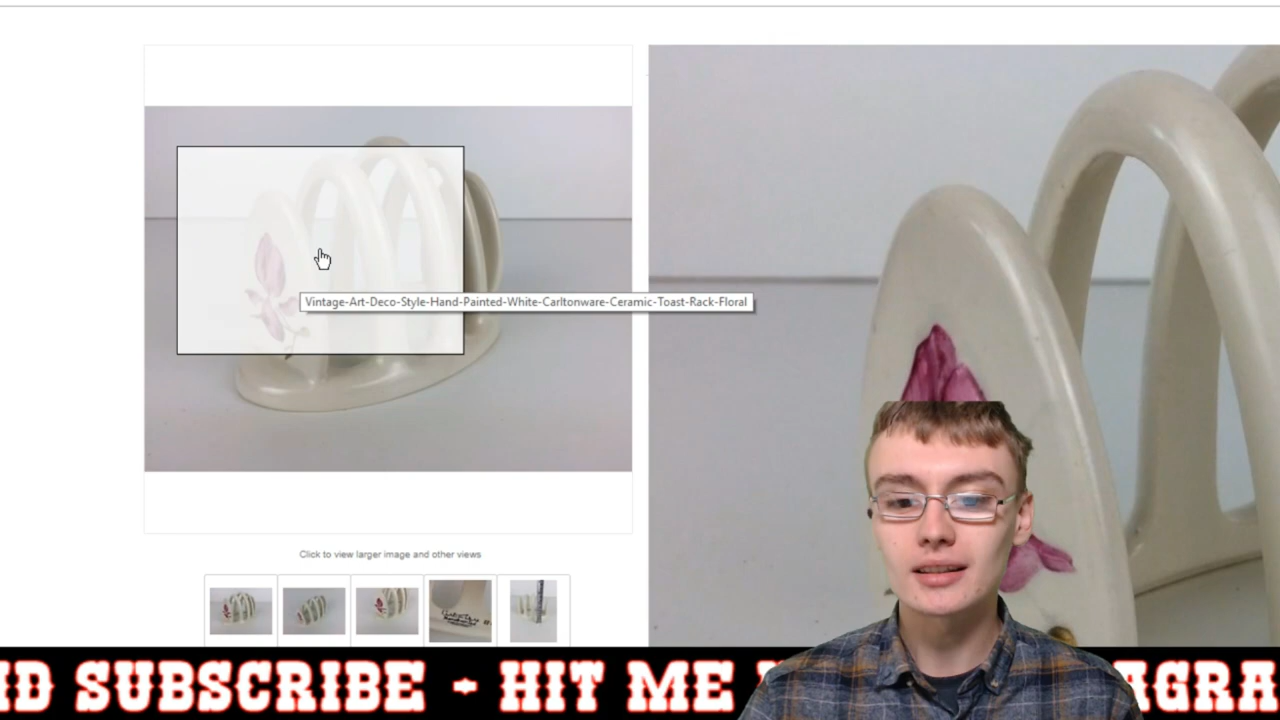 Vintage-Art-Deco-Style-Hand-Painted-White-Carltonware-Ceramic-Toast-Rack-Floral
Click to view larger image and other views
SUBSCRIBE - HIT ME